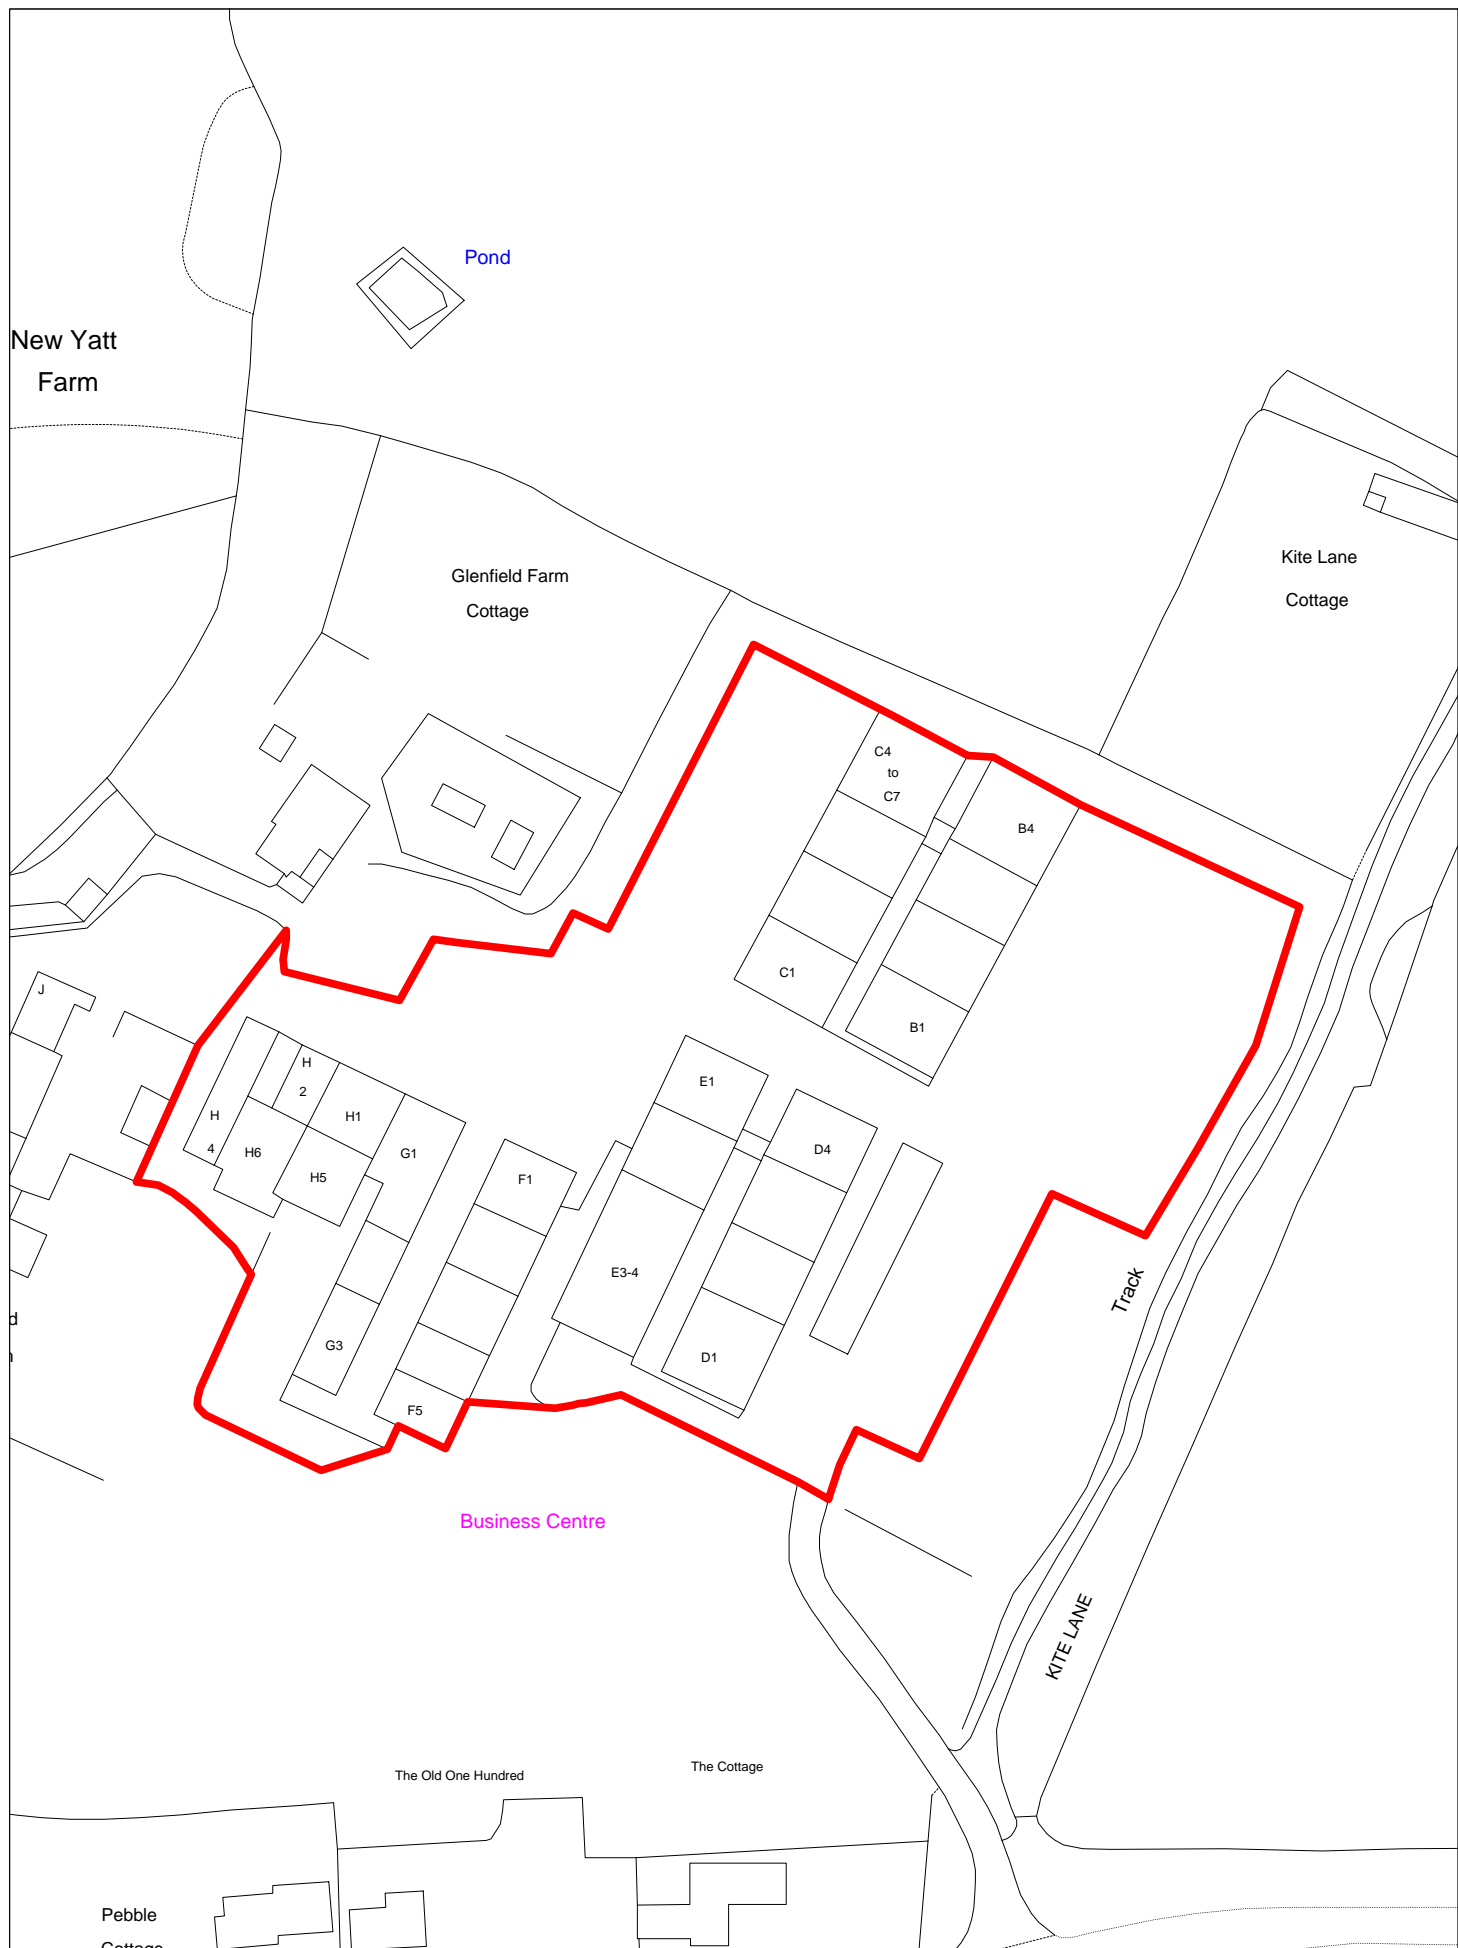 Pond
New Yatt
Farm
Glenfield Farm
Cottage
Kite Lane
Cottage
C4
to
C7
B4
C1
B1
J
H
2
H1
H
4
H6
H5
G1
E1
D4
F1
E3-4
G3
D1
F5
Track
Business Centre
KITE LANE
The Old One Hundred
The Cottage
Pebble
Cottage